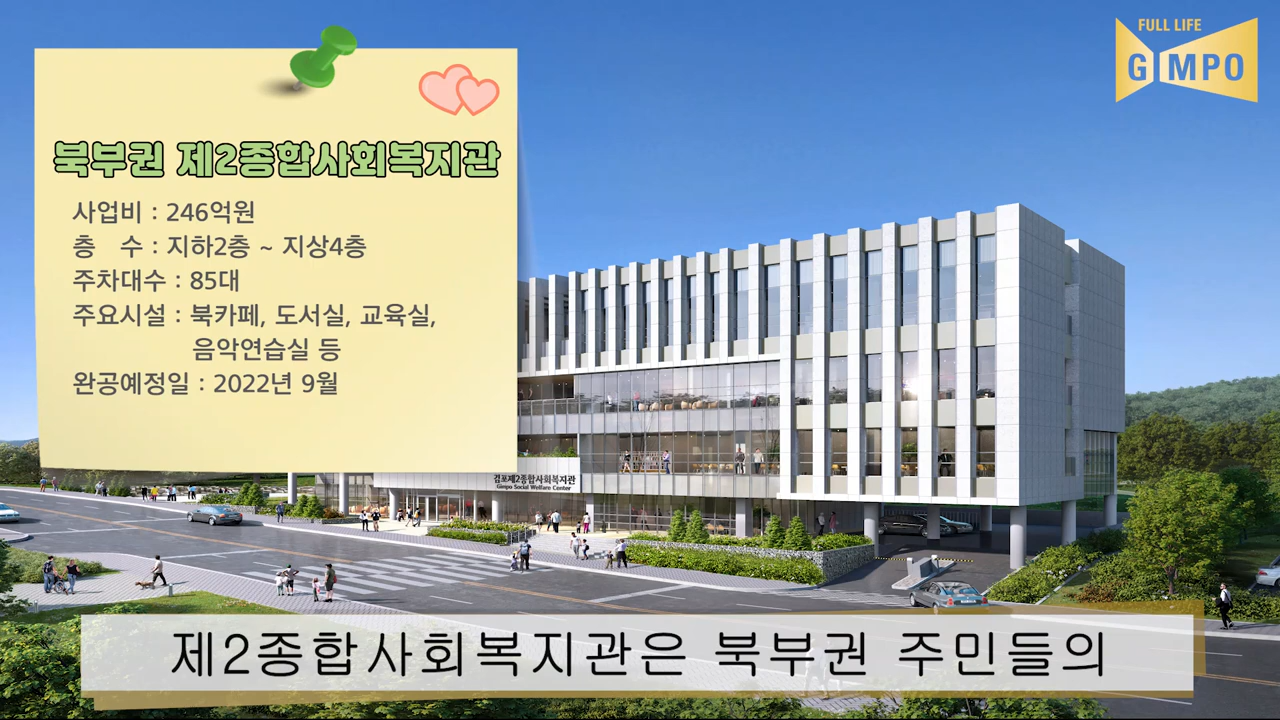 FULL LIFE
GIMPO
북부권 제2종합사회복지관
사업비 : 246억원
층 수 : 지하2층 ~ 지상4층
주차대수 : 85대
주요시설 : 북카페, 도서실, 교육실,
음악연습실 등
완공예정일 : 2022년 9월
김포제2종합사회복지관
Gimpo Social Welfare Center
제2종합사회복지관은 북부권 주민들의